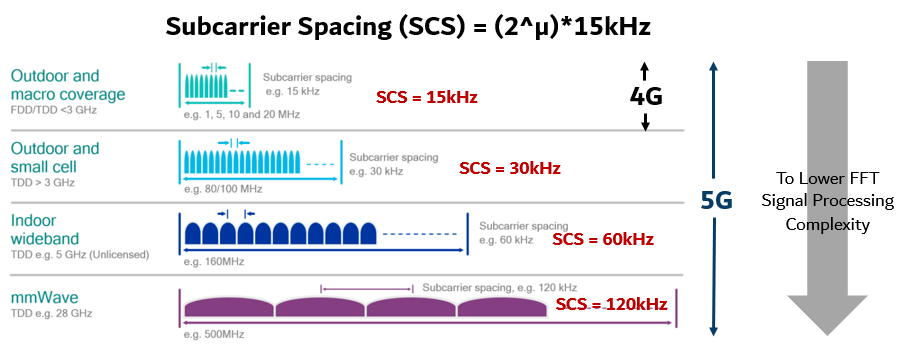 Subcarrier Spacing (SCS) = (2^μ)*15kHz
Outdoor and
macro coverage
FDD/TDD <3 GHz
Subcarrier spacing
e.g. 15 kHz
e.g. 1, 5, 10 and 20 MHz
SCS = 15kHz
4G
Outdoor and
small cell
TDD > 3 GHz
Subcarrier spacing
e.g. 30 kHz
e.g. 80/100 MHz
SCS = 30kHz
Indoor
wideband
TDD e.g. 5 GHz (Unlicensed)
Subcarrier spacing
e.g. 60 kHz
e.g. 160MHz
SCS = 60kHz
mmWave
TDD e.g. 28 GHz
Subcarrier spacing, e.g. 120 kHz
e.g. 500MHz
SCS = 120kHz
5G
To Lower FFT
Signal Processing
Complexity